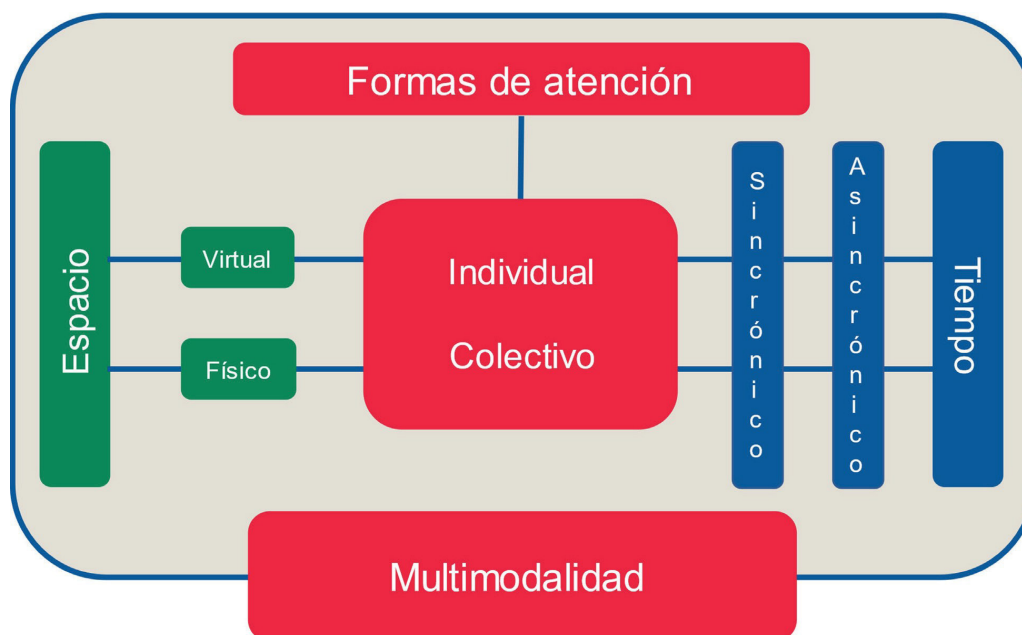 Formas de atención
Espacio
Virtual
Físico
Individual
Colectivo
Sincrónico
Asincrónico
Tiempo
Multimodalidad